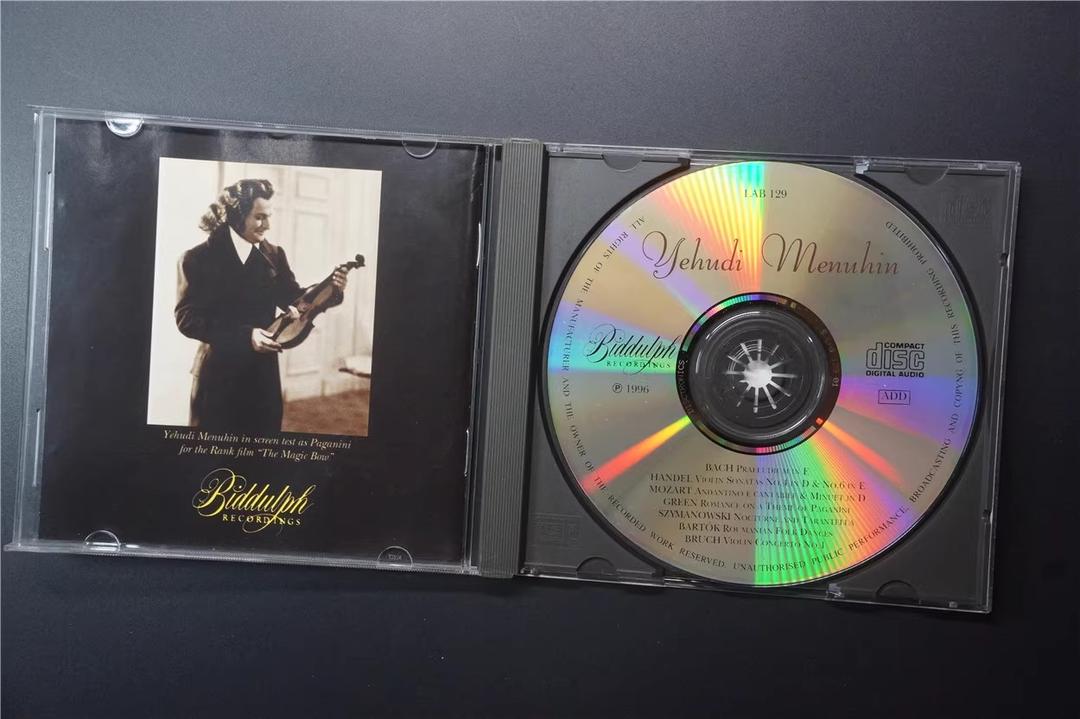 Yehudi Menuhin in screen test as Paganini
for the Rank film "The Magic Bow"
Biddulph
RECORDINGS
LAB 129
Yehudi Menuhin
Biddulph
RECORDINGS
℗ 1996
COMPACT
disc
DIGITAL AUDIO
ADD
BACH PRAELUDIUM IN E
HANDEL VIOLIN SONATAS NO.4 IN D & NO.6 IN E
MOZART ANDANTINO E CANTABILE & MINUET IN D
GREEN ROMANCE ON A THEME OF PAGANINI
SZYMANOWSKI NOCTURNE AND TARANTELLA
BARTÓK ROUMANIAN FOLK DANCES
BRUCH VIOLIN CONCERTO NO.1
ALL RIGHTS OF THE MANUFACTURER AND THE OWNER OF THE RECORDED WORK RESERVED. UNAUTHORISED PUBLIC PERFORMANCE, BROADCASTING AND COPYNG OF THIS RECORDING PROHIBITED